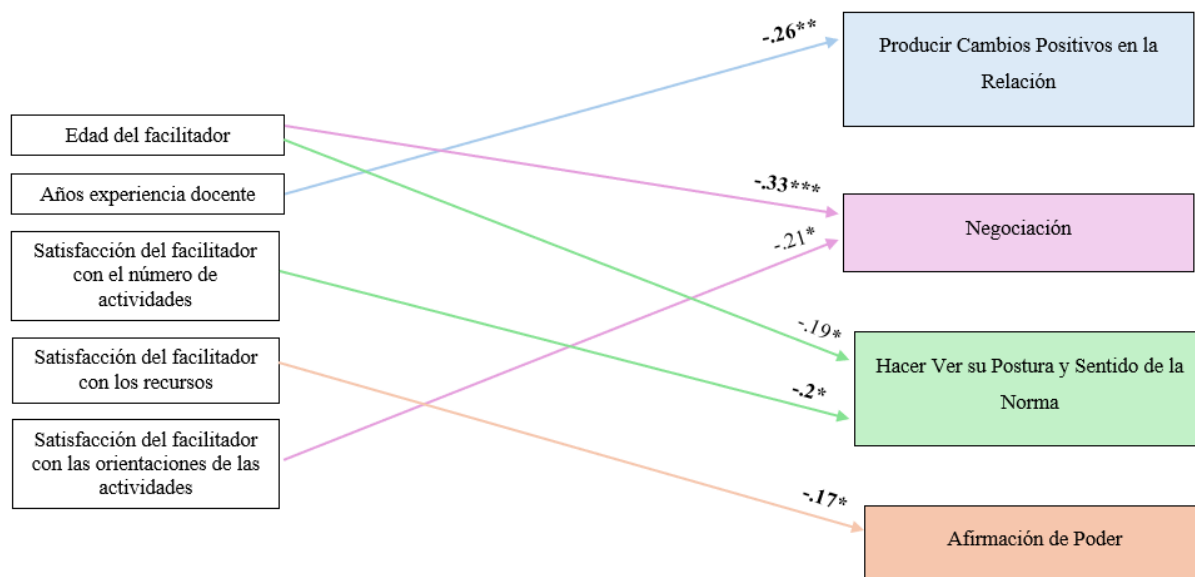 Edad del facilitador
Años experiencia docente
Satisfacción del facilitador
con el número de
actividades
Satisfacción del facilitador
con los recursos
Satisfacción del facilitador
con las orientaciones de las
actividades
-.26**
-.33***
-.21*
-.19*
-.2*
-.17*
Producir Cambios Positivos en la
Relación
Negociación
Hacer Ver su Postura y Sentido de la
Norma
Afirmación de Poder